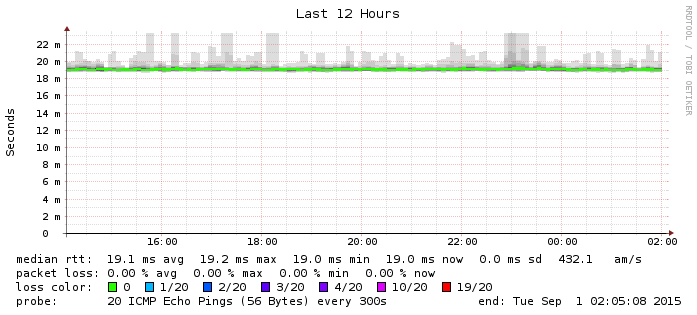 Last 12 Hours
RRDTOOL / TOBI OETIKER
Seconds
22 m
20 m
18 m
16 m
14 m
12 m
10 m
8 m
6 m
4 m
2 m
0
16:00 18:00 20:00 22:00 00:00 02:00
median rtt: 19.1 ms avg 19.2 ms max 19.0 ms min 19.0 ms now 0.0 ms sd 432.1 am/s
packet loss: 0.00 % avg 0.00 % max 0.00 % min 0.00 % now
loss color: 0 1/20 2/20 3/20 4/20 10/20 19/20
probe: 20 ICMP Echo Pings (56 Bytes) every 300s end: Tue Sep 1 02:05:08 2015